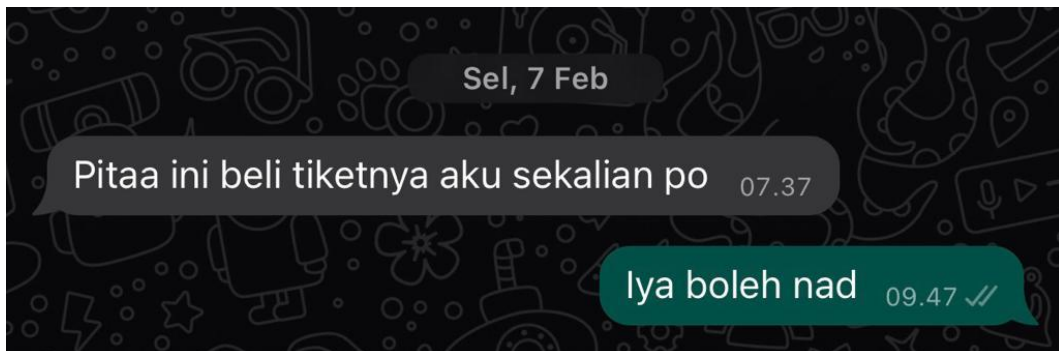 Sel, 7 Feb
Pitaa ini beli tiketnya aku sekalian po 07.37
Iya boleh nad 09.47